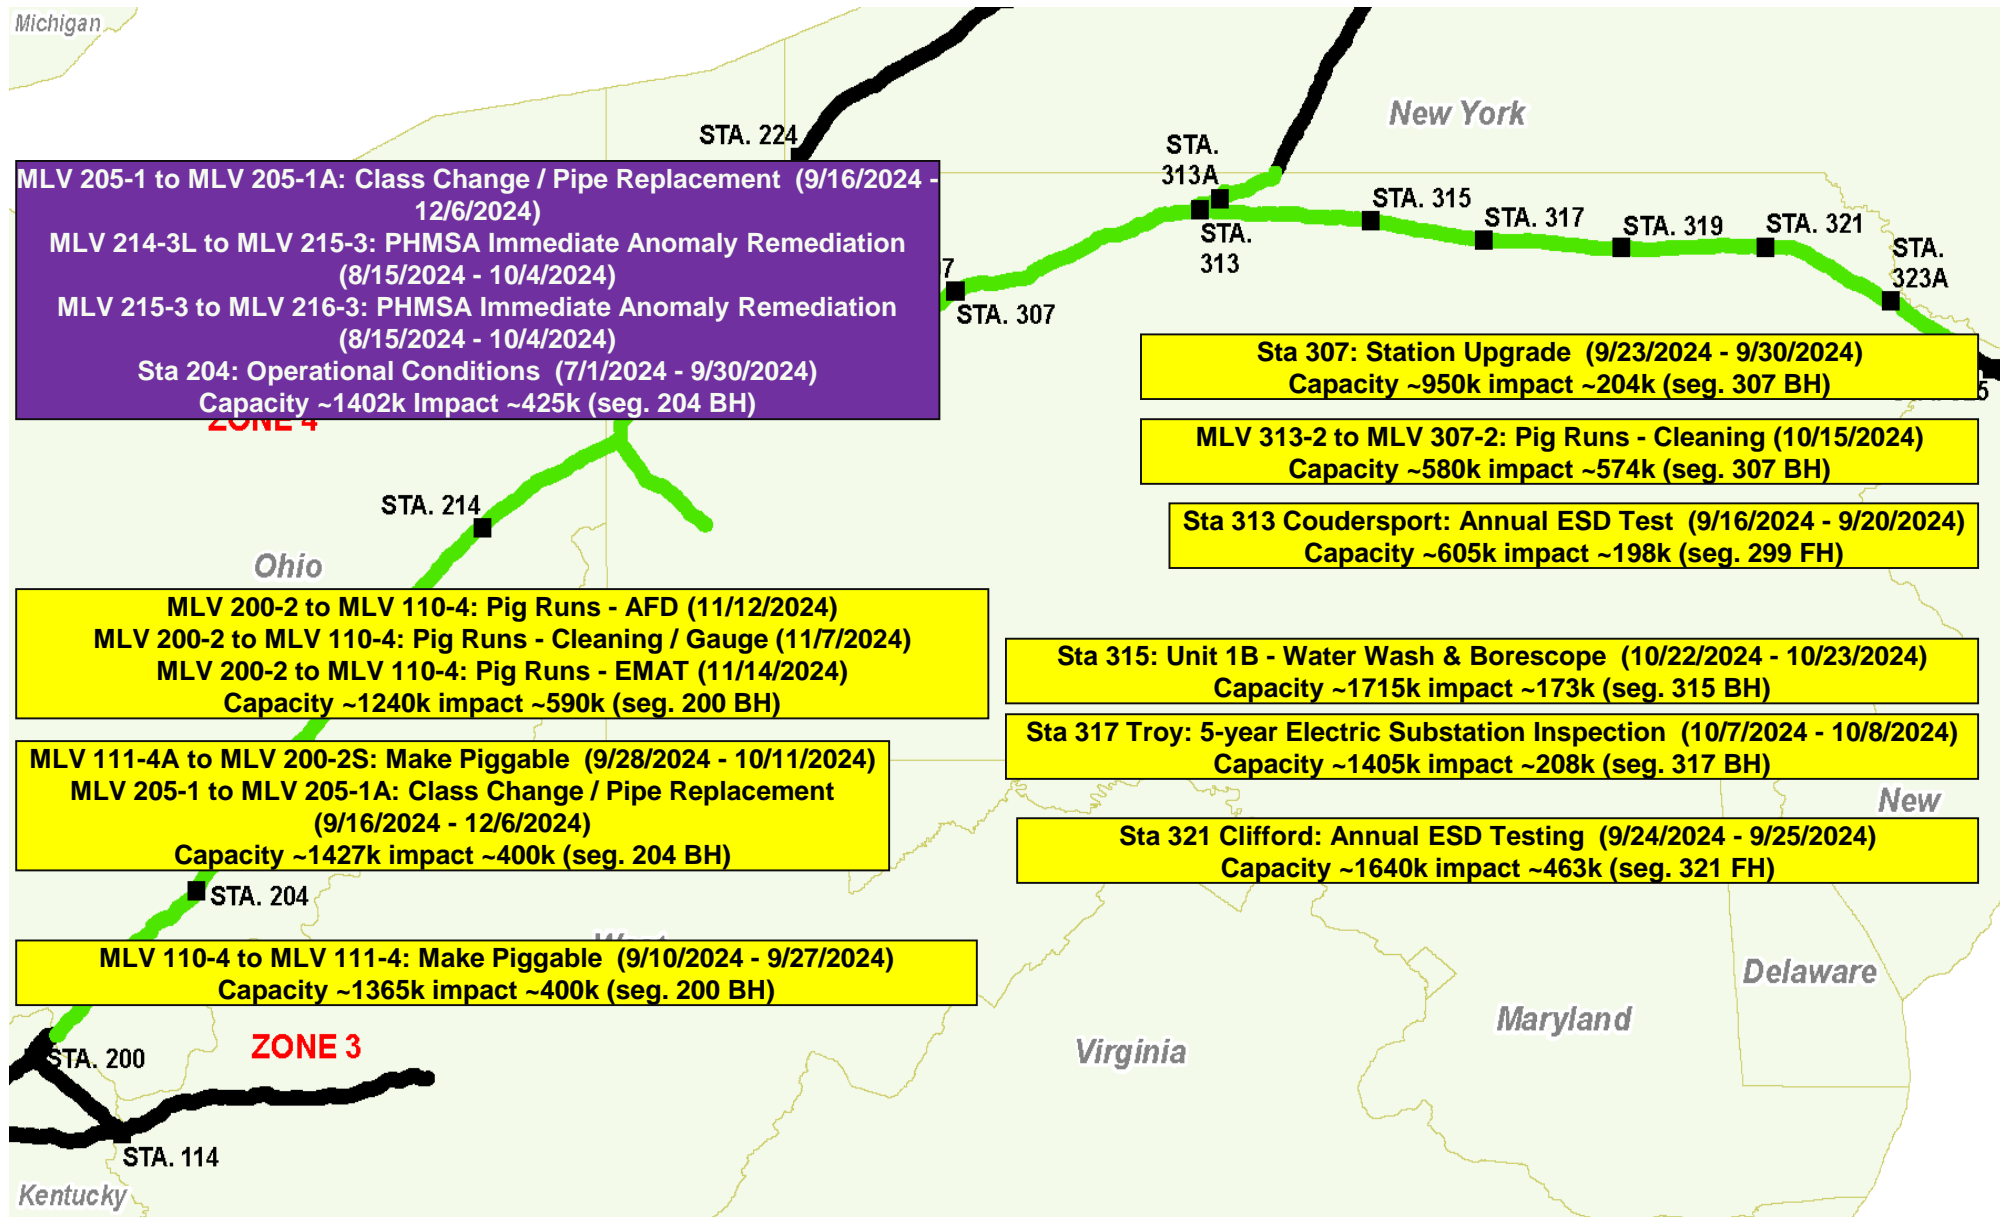 Michigan
New York
STA. 224
STA.
313A
STA.
313
STA. 315
STA. 317
STA. 319
STA. 321
STA.
323A
MLV 205-1 to MLV 205-1A: Class Change / Pipe Replacement (9/16/2024 -
12/6/2024)
MLV 214-3L to MLV 215-3: PHMSA Immediate Anomaly Remediation
(8/15/2024 - 10/4/2024)
MLV 215-3 to MLV 216-3: PHMSA Immediate Anomaly Remediation
(8/15/2024 - 10/4/2024)
Sta 204: Operational Conditions (7/1/2024 - 9/30/2024)
Capacity ~1402k Impact ~425k (seg. 204 BH)
7
STA. 307
Sta 307: Station Upgrade (9/23/2024 - 9/30/2024)
Capacity ~950k impact ~204k (seg. 307 BH)
5
ZONE 4
MLV 313-2 to MLV 307-2: Pig Runs - Cleaning (10/15/2024)
Capacity ~580k impact ~574k (seg. 307 BH)
STA. 214
Sta 313 Coudersport: Annual ESD Test (9/16/2024 - 9/20/2024)
Capacity ~605k impact ~198k (seg. 299 FH)
Ohio
MLV 200-2 to MLV 110-4: Pig Runs - AFD (11/12/2024)
MLV 200-2 to MLV 110-4: Pig Runs - Cleaning / Gauge (11/7/2024)
MLV 200-2 to MLV 110-4: Pig Runs - EMAT (11/14/2024)
Capacity ~1240k impact ~590k (seg. 200 BH)
Sta 315: Unit 1B - Water Wash & Borescope (10/22/2024 - 10/23/2024)
Capacity ~1715k impact ~173k (seg. 315 BH)
Sta 317 Troy: 5-year Electric Substation Inspection (10/7/2024 - 10/8/2024)
Capacity ~1405k impact ~208k (seg. 317 BH)
MLV 111-4A to MLV 200-2S: Make Piggable (9/28/2024 - 10/11/2024)
MLV 205-1 to MLV 205-1A: Class Change / Pipe Replacement
(9/16/2024 - 12/6/2024)
Capacity ~1427k impact ~400k (seg. 204 BH)
New
Sta 321 Clifford: Annual ESD Testing (9/24/2024 - 9/25/2024)
Capacity ~1640k impact ~463k (seg. 321 FH)
STA. 204
MLV 110-4 to MLV 111-4: Make Piggable (9/10/2024 - 9/27/2024)
Capacity ~1365k impact ~400k (seg. 200 BH)
Delaware
Maryland
Virginia
STA. 200
ZONE 3
STA. 114
Kentucky